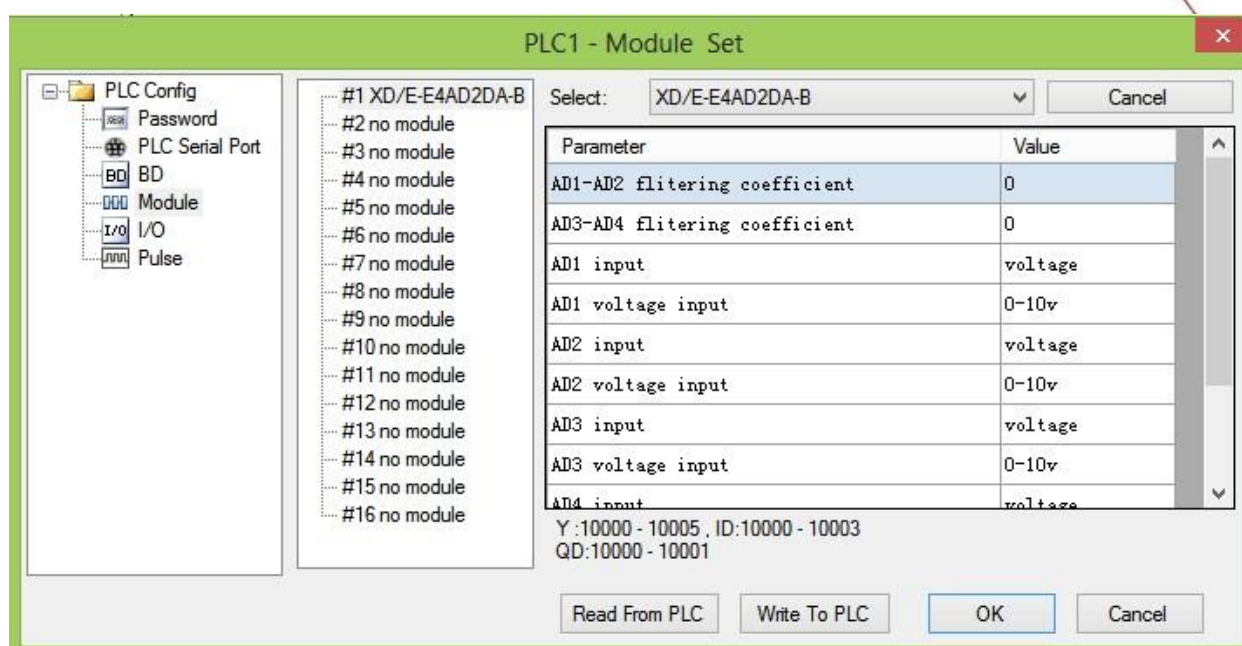 PLC1 - Module Set
PLC Config
Password
PLC Serial Port
BD
Module
I/O
Pulse
#1 XD/E-E4AD2DA-B
#2 no module
#3 no module
#4 no module
#5 no module
#6 no module
#7 no module
#8 no module
#9 no module
#10 no module
#11 no module
#12 no module
#13 no module
#14 no module
#15 no module
#16 no module
Select: XD/E-E4AD2DA-B Cancel
Parameter Value
AD1-AD2 flitering coefficient 0
AD3-AD4 flitering coefficient 0
AD1 input voltage
AD1 voltage input 0-10v
AD2 input voltage
AD2 voltage input 0-10v
AD3 input voltage
AD3 voltage input 0-10v
AD4 input voltage
Y :10000 - 10005 , ID:10000 - 10003
QD:10000 - 10001
Read From PLC Write To PLC OK Cancel